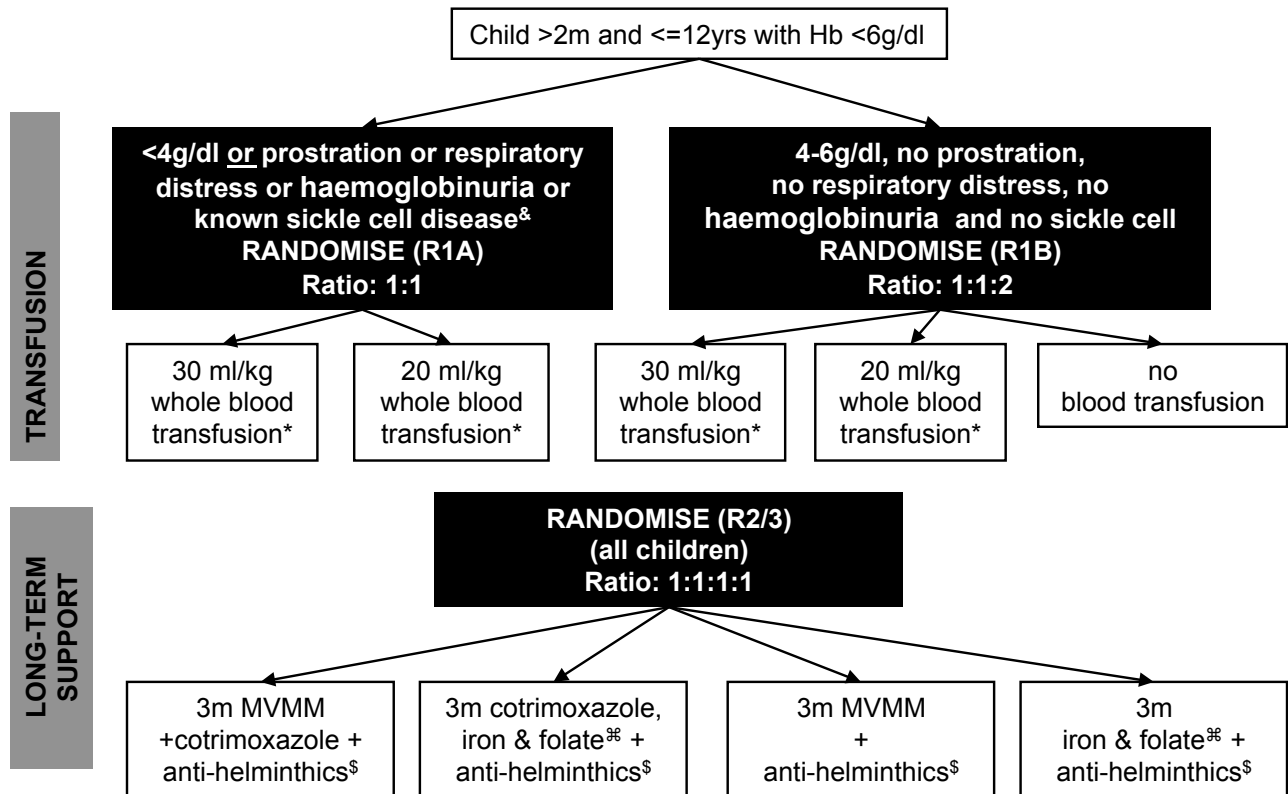 Child >2m and <=12yrs with Hb <6g/dl
TRANSFUSION
<4g/dl or prostration or respiratory
distress or haemoglobinuria or
known sickle cell disease&
RANDOMISE (R1A)
Ratio: 1:1
4-6g/dl, no prostration,
no respiratory distress, no
haemoglobinuria and no sickle cell
RANDOMISE (R1B)
Ratio: 1:1:2
30 ml/kg
whole blood
transfusion*
20 ml/kg
whole blood
transfusion*
30 ml/kg
whole blood
transfusion*
20 ml/kg
whole blood
transfusion*
no
blood transfusion
LONG-TERM
SUPPORT
RANDOMISE (R2/3)
(all children)
Ratio: 1:1:1:1
3m MVMM
+cotrimoxazole +
anti-helminthics$
3m cotrimoxazole,
iron & folate⌘ +
anti-helminthics$
3m MVMM
+
anti-helminthics$
3m
iron & folate⌘ +
anti-helminthics$